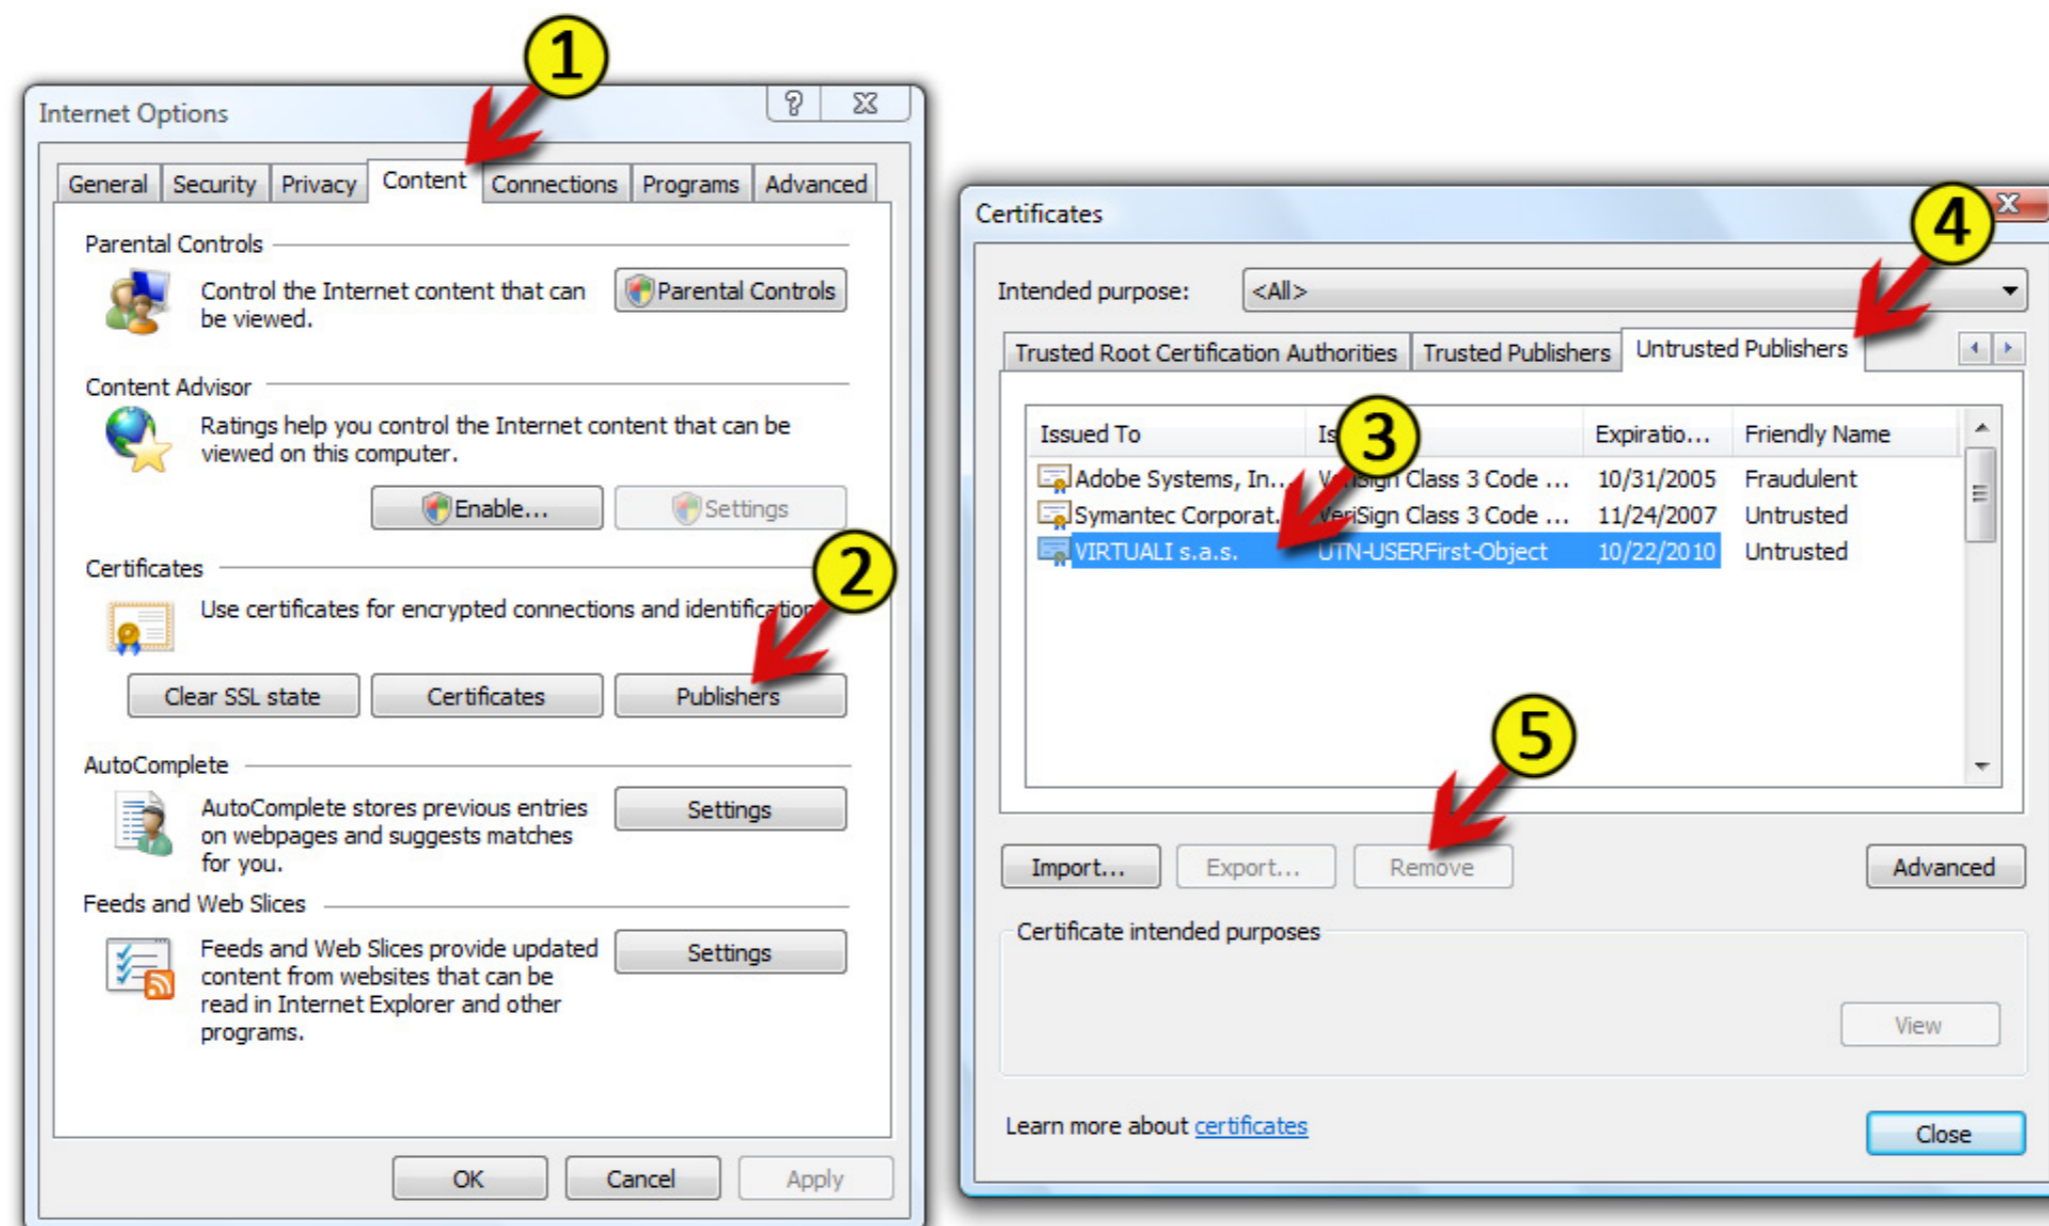 1
Internet Options
General Security Privacy Content Connections Programs Advanced
Parental Controls
Control the Internet content that can
be viewed.
Parental Controls
Content Advisor
Ratings help you control the Internet content that can be
viewed on this computer.
Enable...
Settings
2
Certificates
Use certificates for encrypted connections and identification
Clear SSL state
Certificates
Publishers
AutoComplete
AutoComplete stores previous entries
on webpages and suggests matches
for you.
Settings
Feeds and Web Slices
Feeds and Web Slices provide updated
content from websites that can be
read in Internet Explorer and other
programs.
Settings
OK
Cancel
Apply
4
Certificates
Intended purpose: <All>
Trusted Root Certification Authorities Trusted Publishers Untrusted Publishers
3
Issued To Expiratio... Friendly Name
Adobe Systems, In... VeriSign Class 3 Code ... 10/31/2005 Fraudulent
Symantec Corporat... VeriSign Class 3 Code ... 11/24/2007 Untrusted
VIRTUALI s.a.s. UTN-USERFirst-Object 10/22/2010 Untrusted
5
Import...
Export...
Remove
Advanced
Certificate intended purposes
View
Learn more about certificates
Close